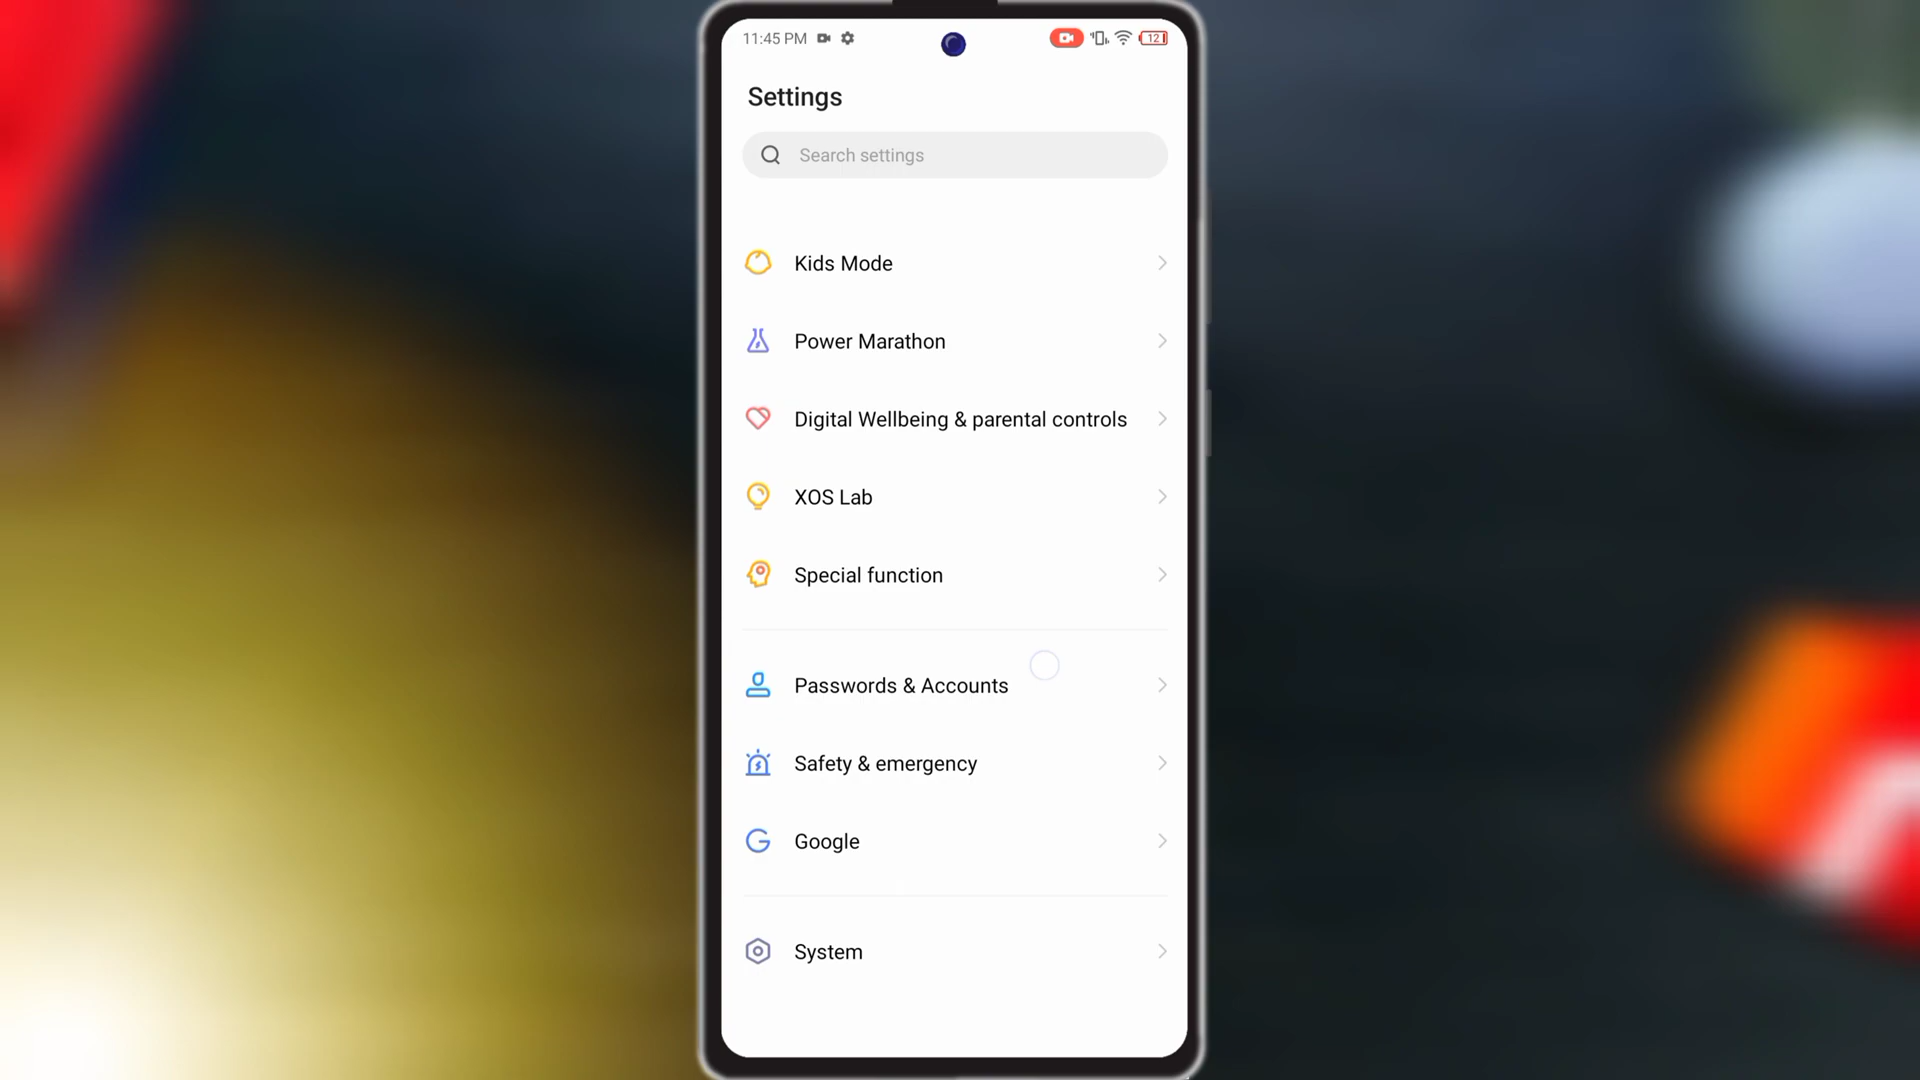 11:45 PM
12
Settings
Search settings
Kids Mode
Power Marathon
Digital Wellbeing & parental controls
XOS Lab
Special function
Passwords & Accounts
Safety & emergency
Google
System